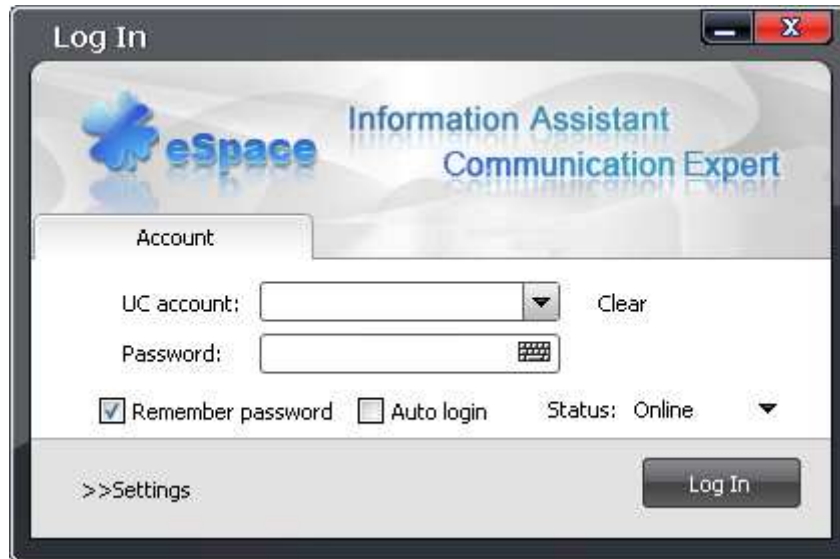 Log In
eSpace
Information Assistant
Communication Expert
Account
UC account:
Clear
Password:
Remember password Auto login Status: Online
>>Settings
Log In